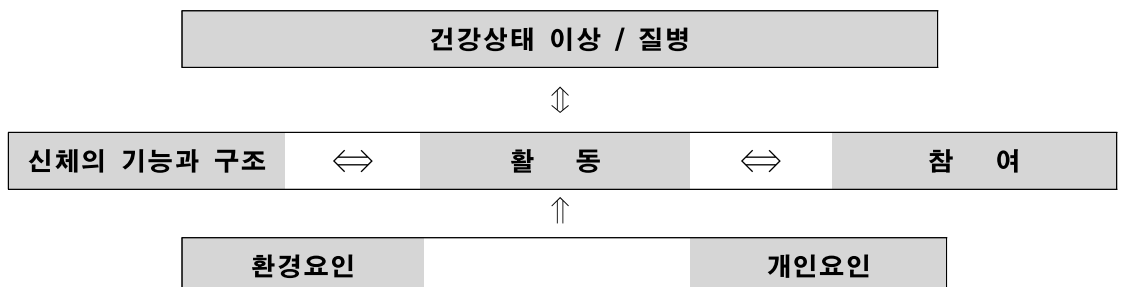 건강상태 이상 / 질병
⇕
신체의 기능과 구조 ⇔ 활 동 ⇔ 참 여
⇑
환경요인 개인요인